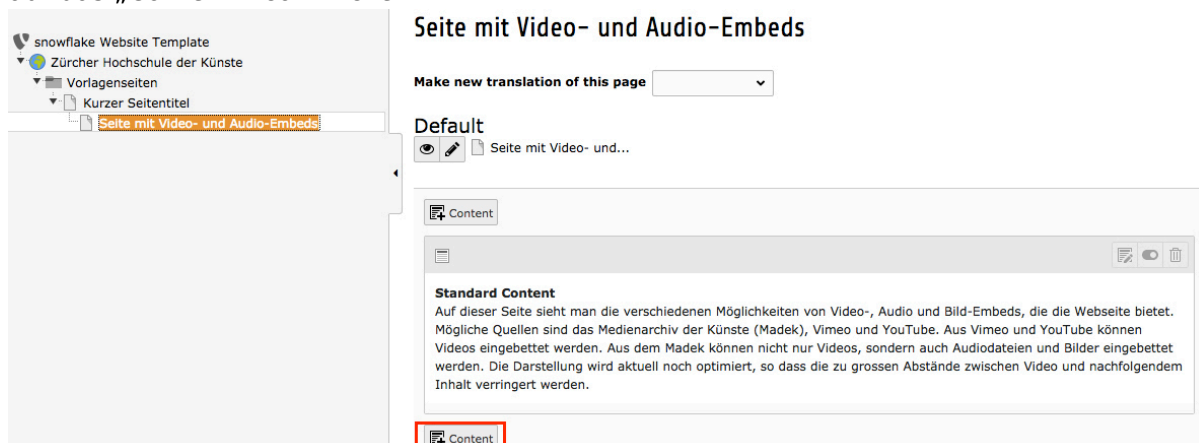 snowflake Website Template
Zürcher Hochschule der Künste
Vorlagenseiten
Kurzer Seitentitel
Seite mit Video- und Audio-Embeds
Seite mit Video- und Audio-Embeds
Make new translation of this page
Default
Seite mit Video- und...
Content
Standard Content
Auf dieser Seite sieht man die verschiedenen Möglichkeiten von Video-, Audio und Bild-Embeds, die die Webseite bietet.
Mögliche Quellen sind das Medienarchiv der Künste (Madek), Vimeo und YouTube. Aus Vimeo und YouTube können
Videos eingebettet werden. Aus dem Madek können nicht nur Videos, sondern auch Audiodateien und Bilder eingebettet
werden. Die Darstellung wird aktuell noch optimiert, so dass die zu grossen Abstände zwischen Video und nachfolgendem
Inhalt verringert werden.
Content